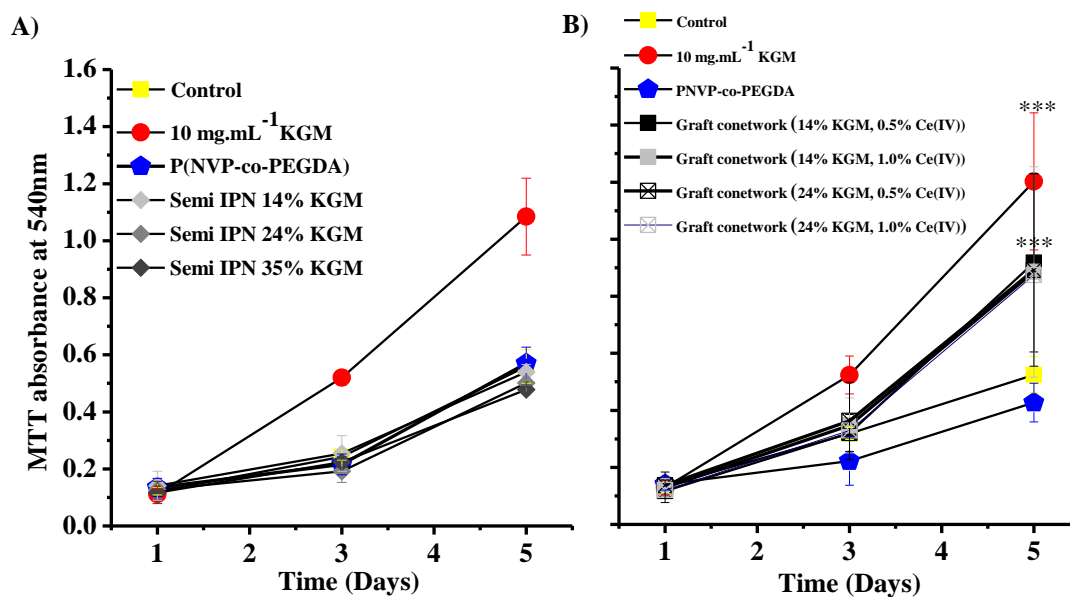 A)
Control
10 mg.mL-1 KGM
P(NVP-co-PEGDA)
Semi IPN 14% KGM
Semi IPN 24% KGM
Semi IPN 35% KGM
MTT absorbance at 540nm
1.6
1.4
1.2
1.0
0.8
0.6
0.4
0.2
0.0
1 2 3 4 5
Time (Days)
B)
Control
10 mg.mL-1 KGM
PNVP-co-PEGDA
Graft conetwork (14% KGM, 0.5% Ce(IV))
Graft conetwork (14% KGM, 1.0% Ce(IV))
Graft conetwork (24% KGM, 0.5% Ce(IV))
Graft conetwork (24% KGM, 1.0% Ce(IV))
***
***
1 2 3 4 5
Time (Days)